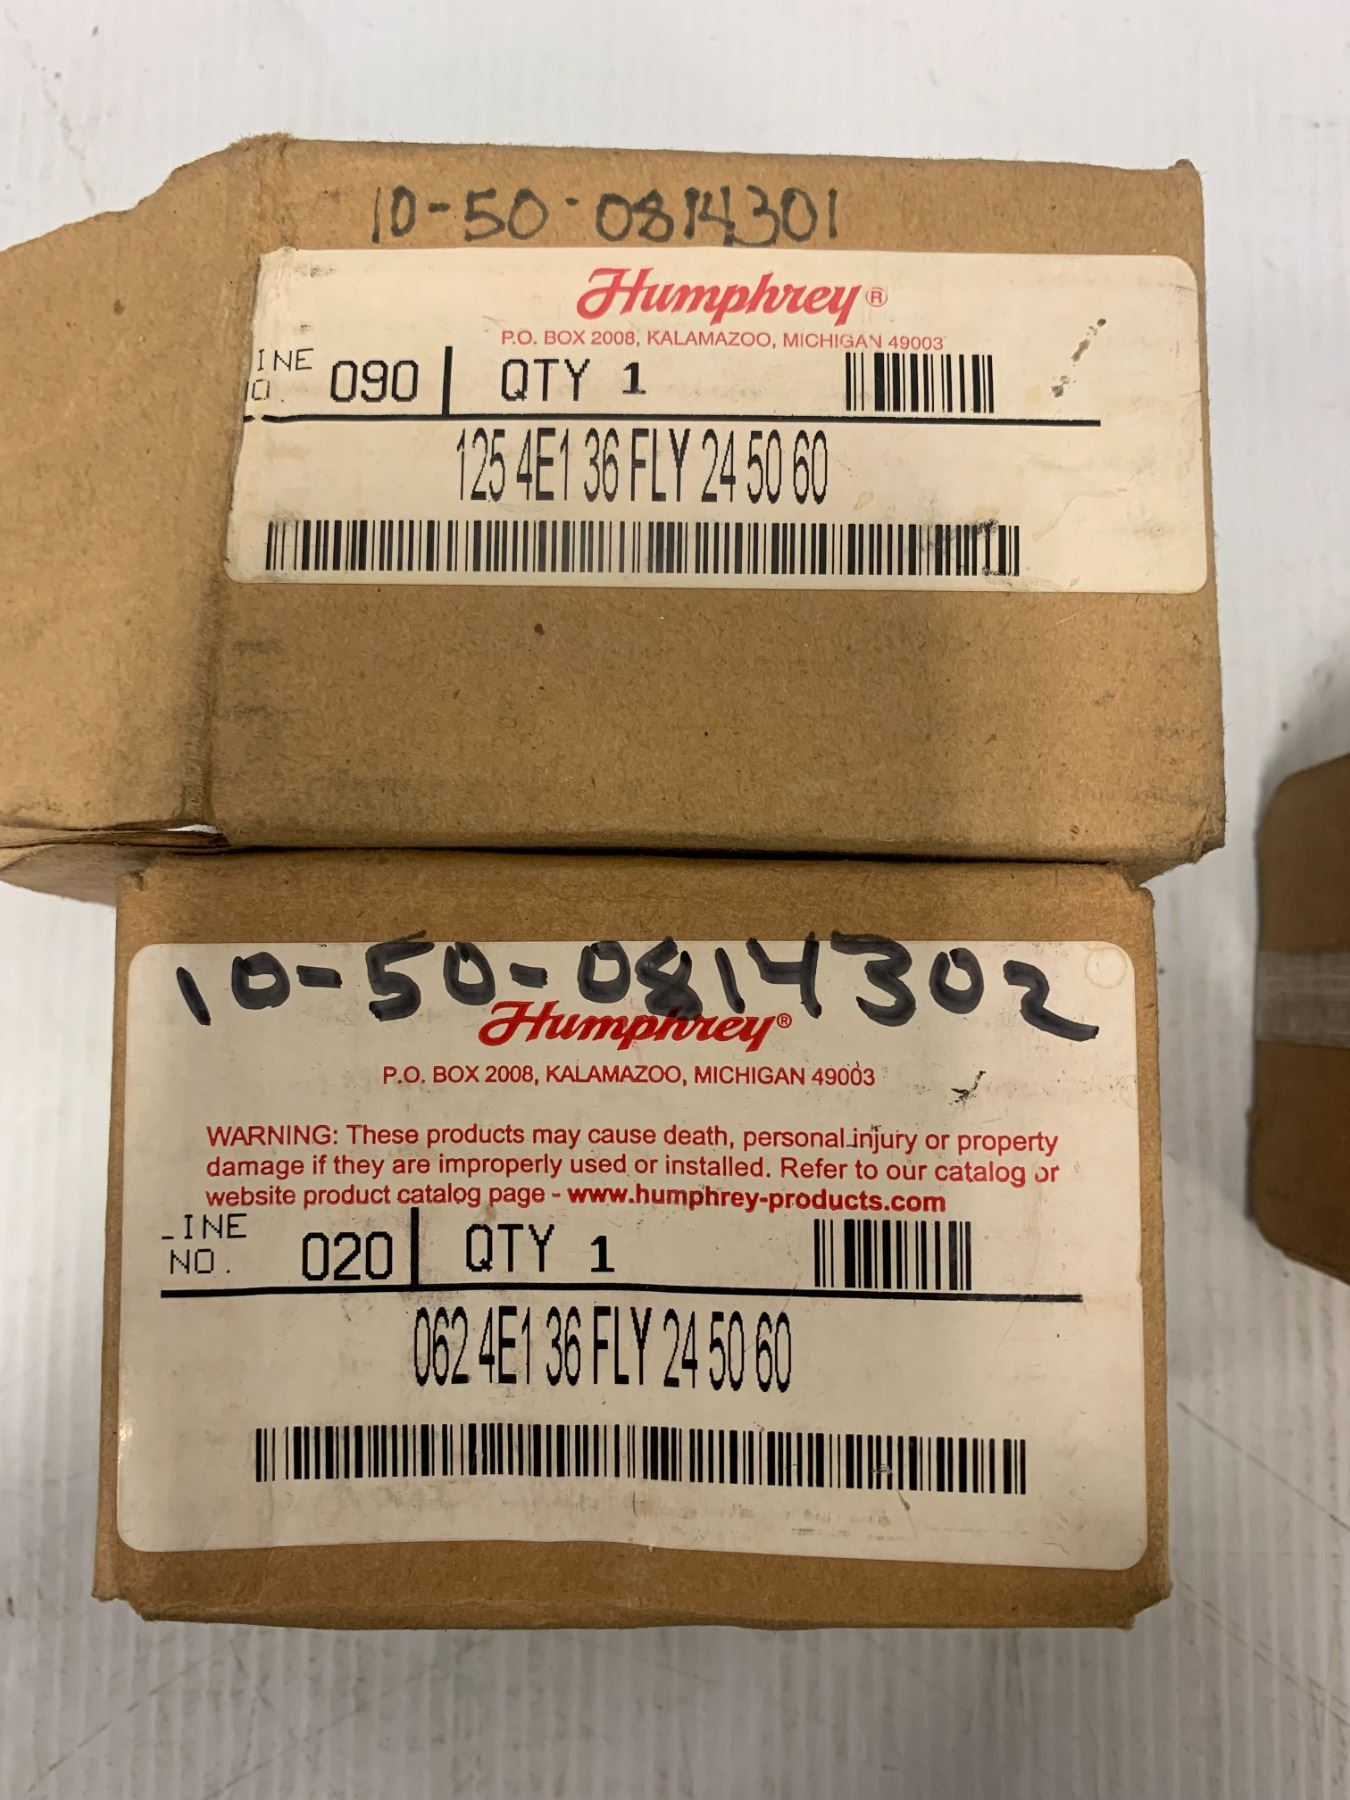 10-50-0814301
Humphrey®
P.O. BOX 2008, KALAMAZOO, MICHIGAN 49003
INE
O. 090 QTY 1
125 4E1 36 FLY 24 50 60
10-50-0814302
Humphrey®
P.O. BOX 2008, KALAMAZOO, MICHIGAN 49003
WARNING: These products may cause death, personal injury or property
damage if they are improperly used or installed. Refer to our catalog or
website product catalog page - www.humphrey-products.com
LINE
NO. 020 QTY 1
062 4E1 36 FLY 24 50 60